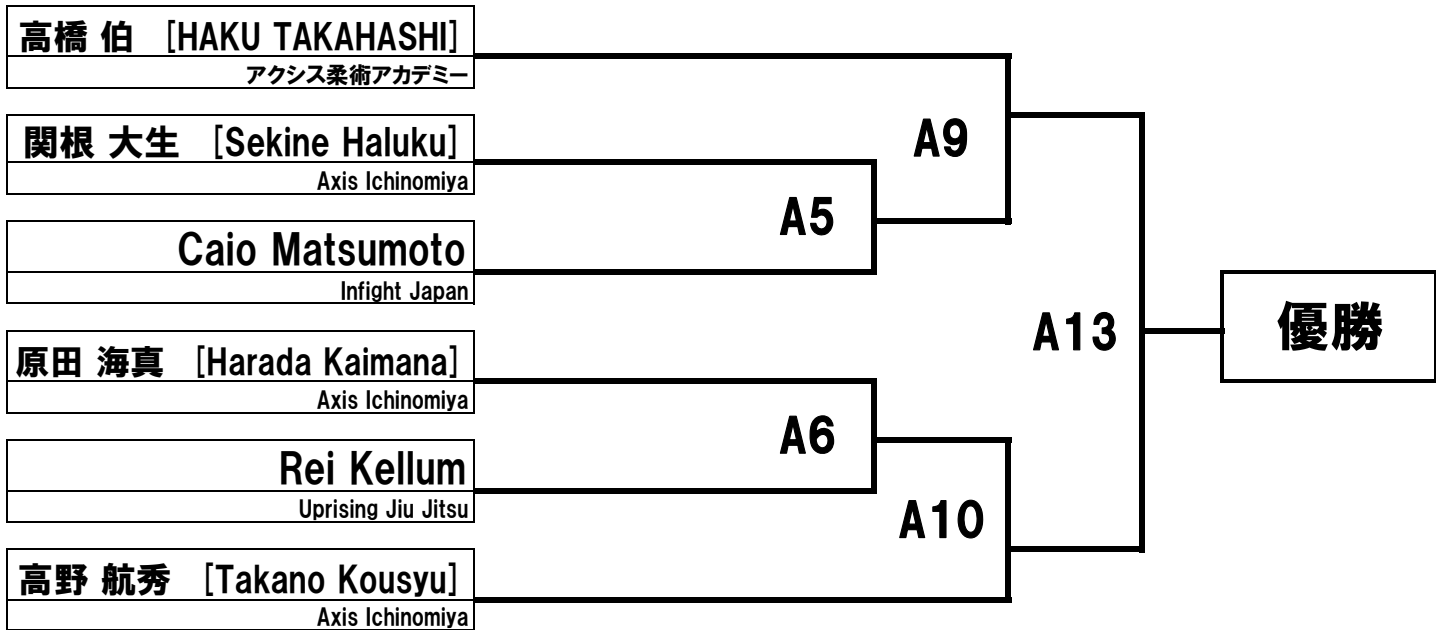 高橋 伯 [HAKU TAKAHASHI]
アクシス柔術アカデミー
関根 大生 [Sekine Haluku]
Axis Ichinomiya
Caio Matsumoto
Infight Japan
原田 海真 [Harada Kaimana]
Axis Ichinomiya
Rei Kellum
Uprising Jiu Jitsu
高野 航秀 [Takano Kousyu]
Axis Ichinomiya
A9
A5
A6
A10
A13
優勝